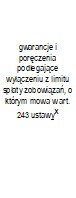 gwarancje i
poręczenia
podlegające
wyłączeniu z limitu
spłaty zobowiązań, o
którym mowa w art.
243 ustawy x